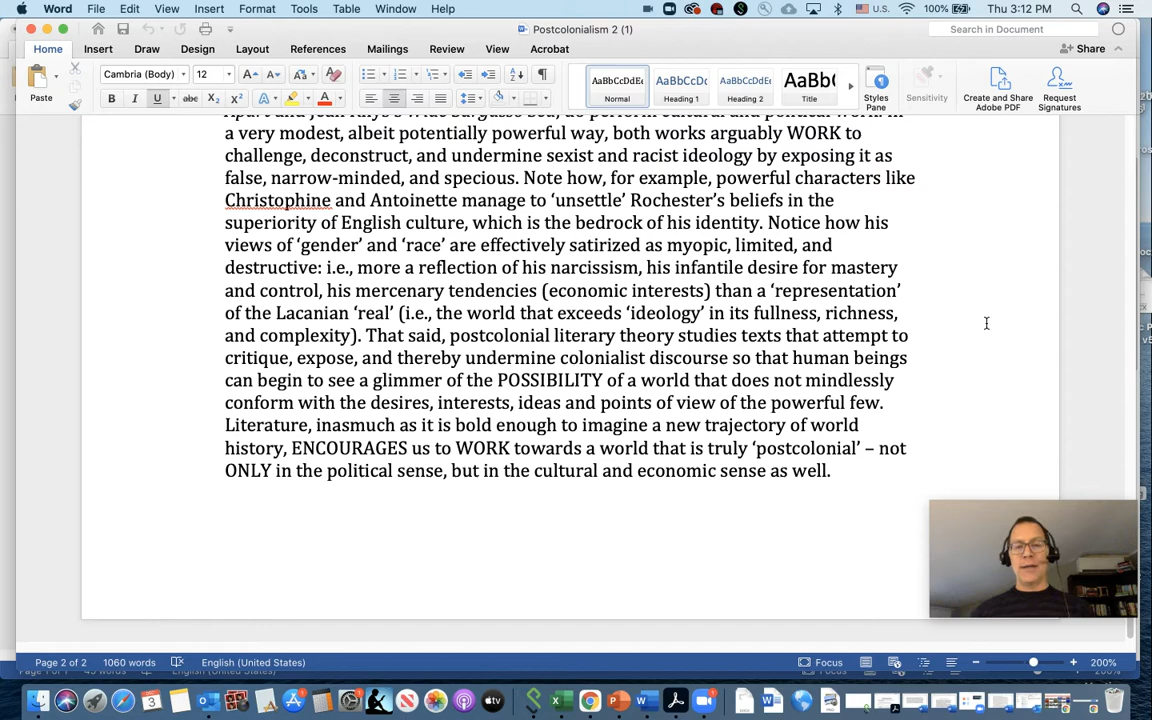 Word File Edit View Insert Format Tools Table Window Help U.S. 100% Thu 3:12 PM
Postcolonialism 2 (1) Search in Document
Home Insert Draw Design Layout References Mailings Review View Acrobat Share
Paste Cambria (Body) 12 AaBbCcDdEe Normal AaBbCcDc Heading 1 AaBbCcDdEe Heading 2 AaBbC Title Styles Pane Sensitivity Create and Share Adobe PDF Request Signatures
a very modest, albeit potentially powerful way, both works arguably WORK to
challenge, deconstruct, and undermine sexist and racist ideology by exposing it as
false, narrow-minded, and specious. Note how, for example, powerful characters like
Christophine and Antoinette manage to ‘unsettle’ Rochester’s beliefs in the
superiority of English culture, which is the bedrock of his identity. Notice how his
views of ‘gender’ and ‘race’ are effectively satirized as myopic, limited, and
destructive: i.e., more a reflection of his narcissism, his infantile desire for mastery
and control, his mercenary tendencies (economic interests) than a ‘representation’
of the Lacanian ‘real’ (i.e., the world that exceeds ‘ideology’ in its fullness, richness,
and complexity). That said, postcolonial literary theory studies texts that attempt to
critique, expose, and thereby undermine colonialist discourse so that human beings
can begin to see a glimmer of the POSSIBILITY of a world that does not mindlessly
conform with the desires, interests, ideas and points of view of the powerful few.
Literature, inasmuch as it is bold enough to imagine a new trajectory of world
history, ENCOURAGES us to WORK towards a world that is truly ‘postcolonial’ – not
ONLY in the political sense, but in the cultural and economic sense as well.
Page 2 of 2 1060 words English (United States) Focus 200%